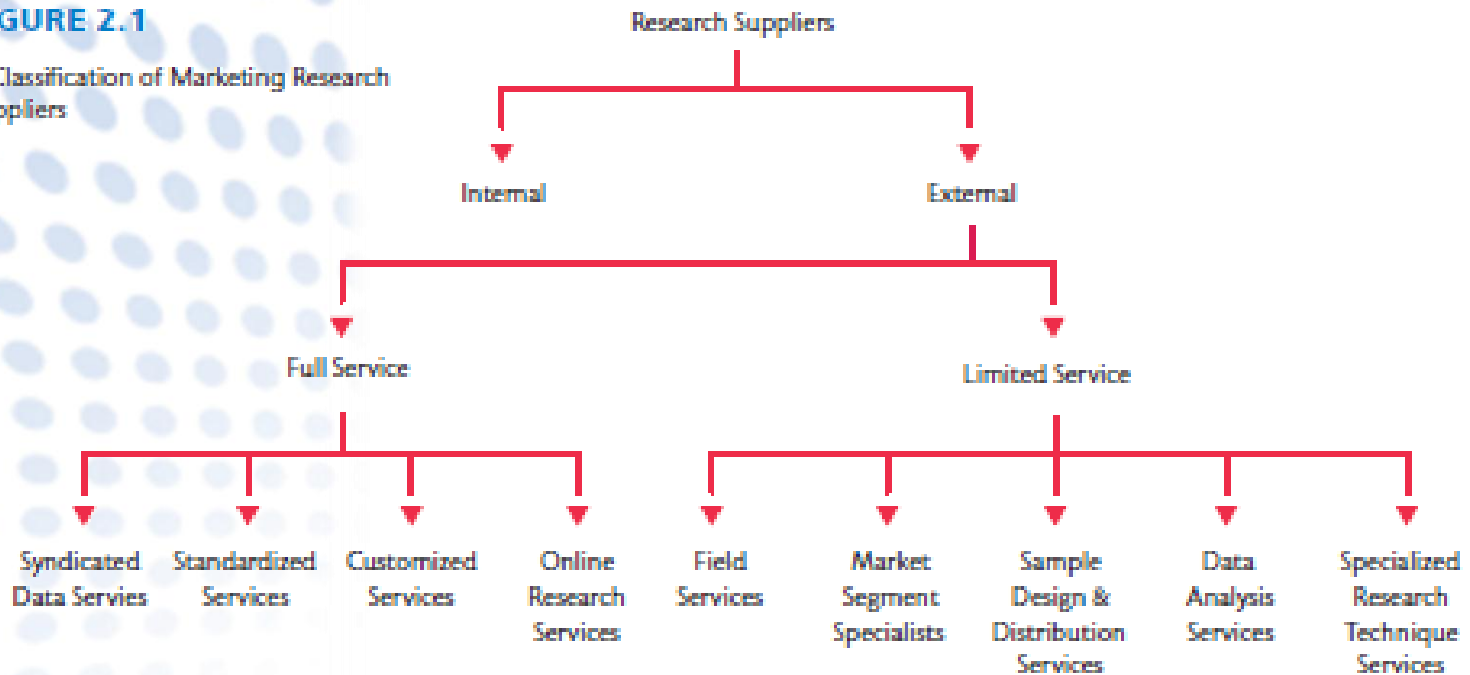 GURE 2.1
Classification of Marketing Research
ppliers
Research Suppliers
Internal
External
Full Service
Limited Service
Syndicated
Data Servies
Standardized
Services
Customized
Services
Online
Research
Services
Field
Services
Market
Segment
Specialists
Sample
Design &
Distribution
Services
Data
Analysis
Services
Specialized
Research
Technique
Services